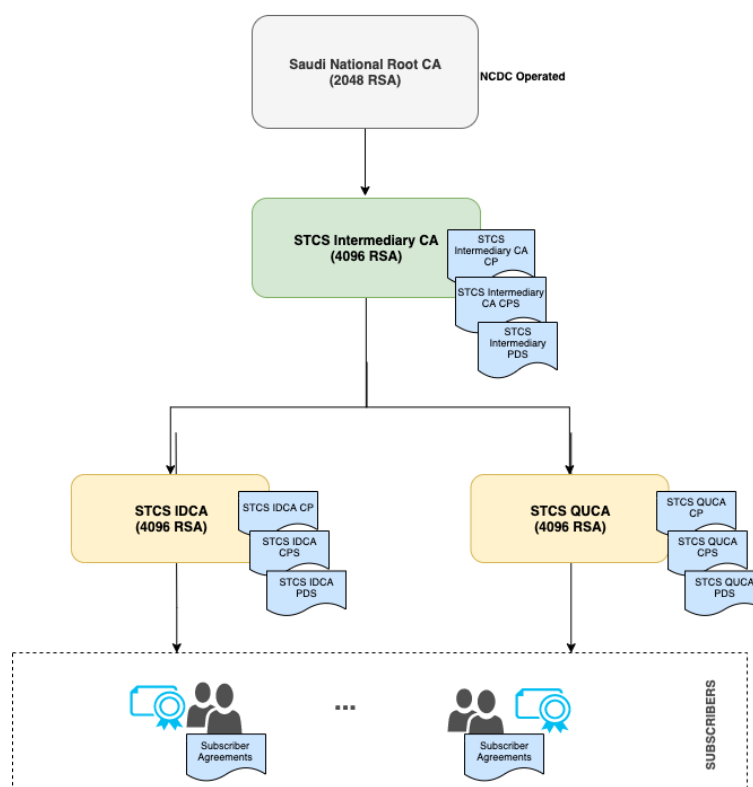 Saudi National Root CA
(2048 RSA)
NCDC Operated
STCS Intermediary CA
(4096 RSA)
STCS
Intermediary CA
CP
STCS Intermediary
CA CPS
STCS
Intermediary
PDS
STCS IDCA
(4096 RSA)
STCS IDCA CP
STCS IDCA
CPS
STCS IDCA
PDS
STCS QUCA
(4096 RSA)
STCS QUCA
CP
STCS QUCA
CPS
STCS QUCA
PDS
...
Subscriber
Agreements
Subscriber
Agreements
SUBSCRIBERS